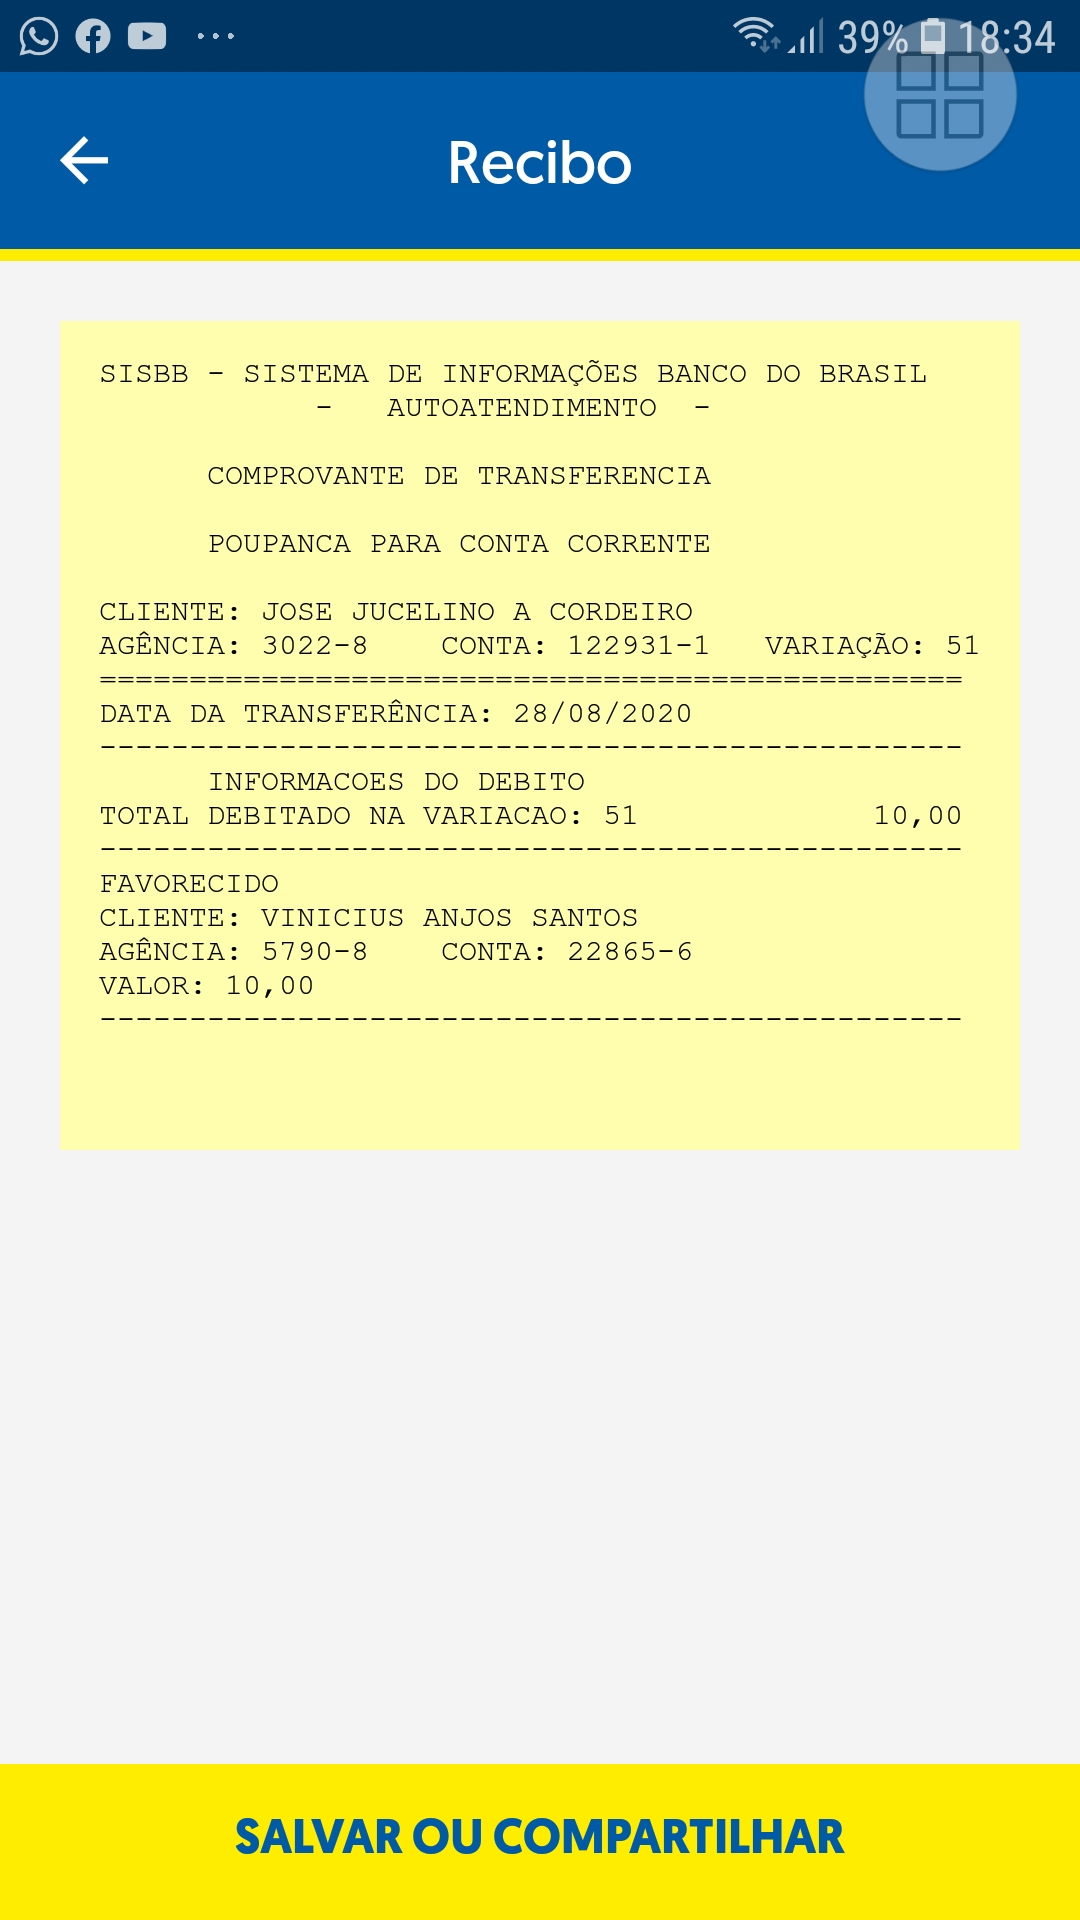 39% 18:34
Recibo
SISBB - SISTEMA DE INFORMAÇÕES BANCO DO BRASIL
- AUTOATENDIMENTO -
COMPROVANTE DE TRANSFERENCIA
POUPANCA PARA CONTA CORRENTE
CLIENTE: JOSE JUCELINO A CORDEIRO
AGÊNCIA: 3022-8 CONTA: 122931-1 VARIAÇÃO: 51
================================================
DATA DA TRANSFERÊNCIA: 28/08/2020
------------------------------------------------
INFORMACOES DO DEBITO
TOTAL DEBITADO NA VARIACAO: 51 10,00
------------------------------------------------
FAVORECIDO
CLIENTE: VINICIUS ANJOS SANTOS
AGÊNCIA: 5790-8 CONTA: 22865-6
VALOR: 10,00
------------------------------------------------
SALVAR OU COMPARTILHAR